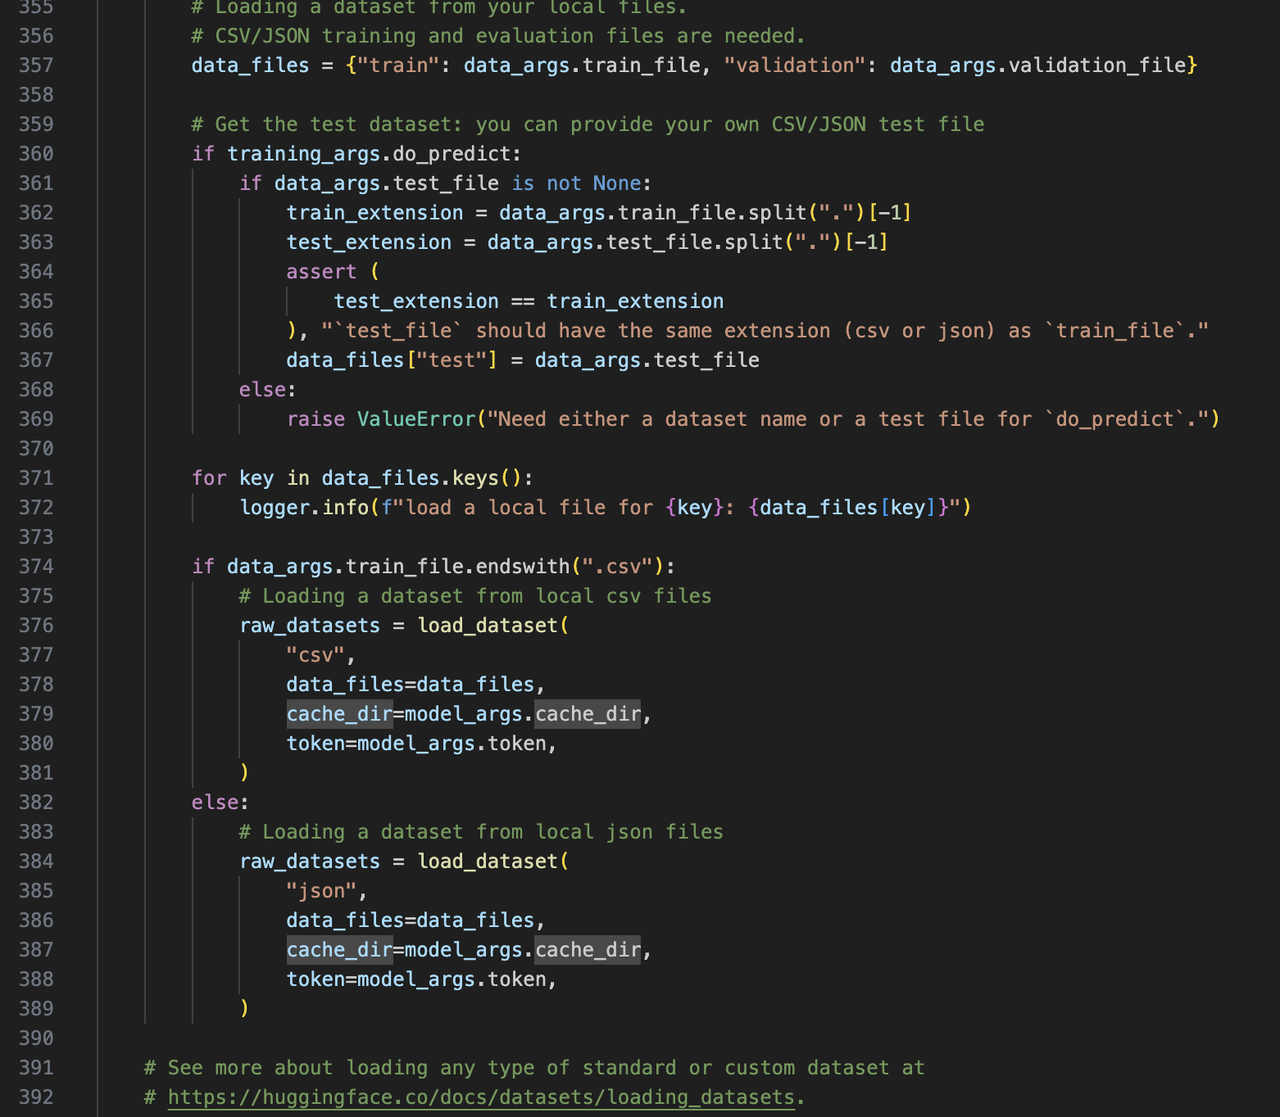 355 # Loading a dataset from your local files.
356 # CSV/JSON training and evaluation files are needed.
357 data_files = {"train": data_args.train_file, "validation": data_args.validation_file}
358
359 # Get the test dataset: you can provide your own CSV/JSON test file
360 if training_args.do_predict:
361 if data_args.test_file is not None:
362 train_extension = data_args.train_file.split(".")[-1]
363 test_extension = data_args.test_file.split(".")[-1]
364 assert (
365 test_extension == train_extension
366 ), "`test_file` should have the same extension (csv or json) as `train_file`."
367 data_files["test"] = data_args.test_file
368 else:
369 raise ValueError("Need either a dataset name or a test file for `do_predict`.")
370
371 for key in data_files.keys():
372 logger.info(f"load a local file for {key}: {data_files[key]}")
373
374 if data_args.train_file.endswith(".csv"):
375 # Loading a dataset from local csv files
376 raw_datasets = load_dataset(
377 "csv",
378 data_files=data_files,
379 cache_dir=model_args.cache_dir,
380 token=model_args.token,
381 )
382 else:
383 # Loading a dataset from local json files
384 raw_datasets = load_dataset(
385 "json",
386 data_files=data_files,
387 cache_dir=model_args.cache_dir,
388 token=model_args.token,
389 )
390
391 # See more about loading any type of standard or custom dataset at
392 # https://huggingface.co/docs/datasets/loading_datasets.